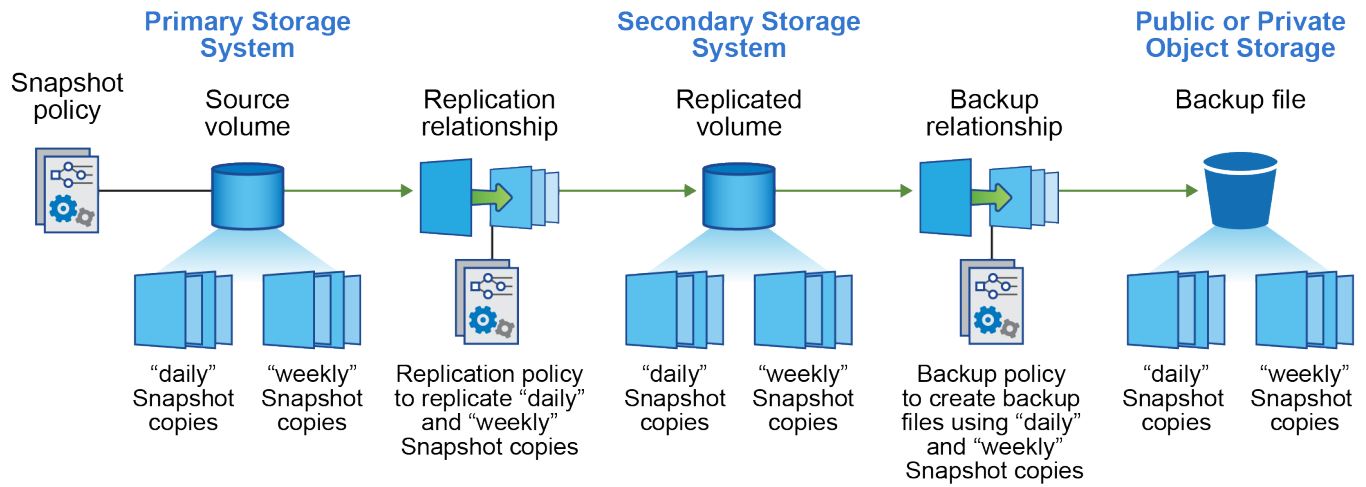 Primary Storage
System
Secondary Storage
System
Public or Private
Object Storage
Snapshot
policy
Source
volume
Replication
relationship
Replicated
volume
Backup
relationship
Backup file
“daily”
Snapshot
copies
“weekly”
Snapshot
copies
Replication policy
to replicate “daily”
and “weekly”
Snapshot copies
“daily”
Snapshot
copies
“weekly”
Snapshot
copies
Backup policy
to create backup
files using “daily”
and “weekly”
Snapshot copies
“daily”
Snapshot
copies
“weekly”
Snapshot
copies